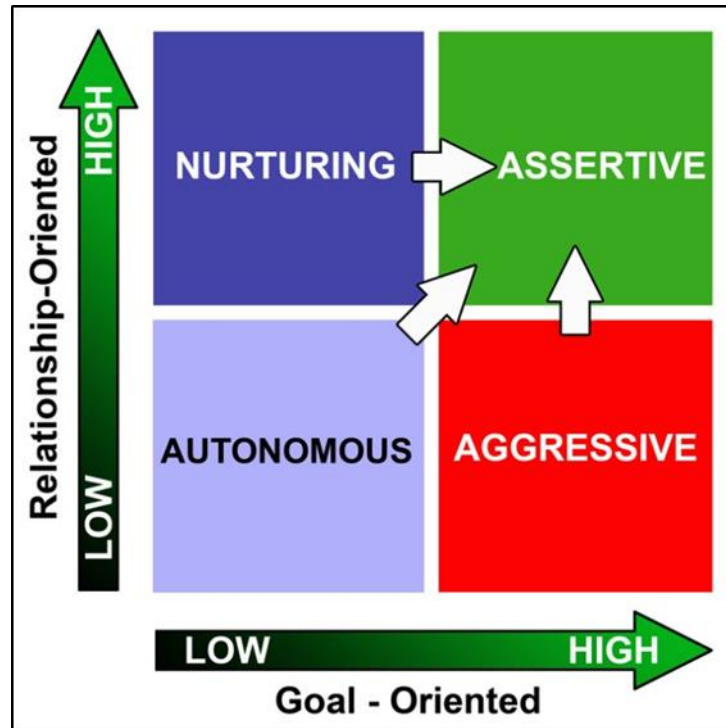 HIGH
Relationship-Oriented
LOW
NURTURING
ASSERTIVE
AUTONOMOUS
AGGRESSIVE
LOW
HIGH
Goal - Oriented